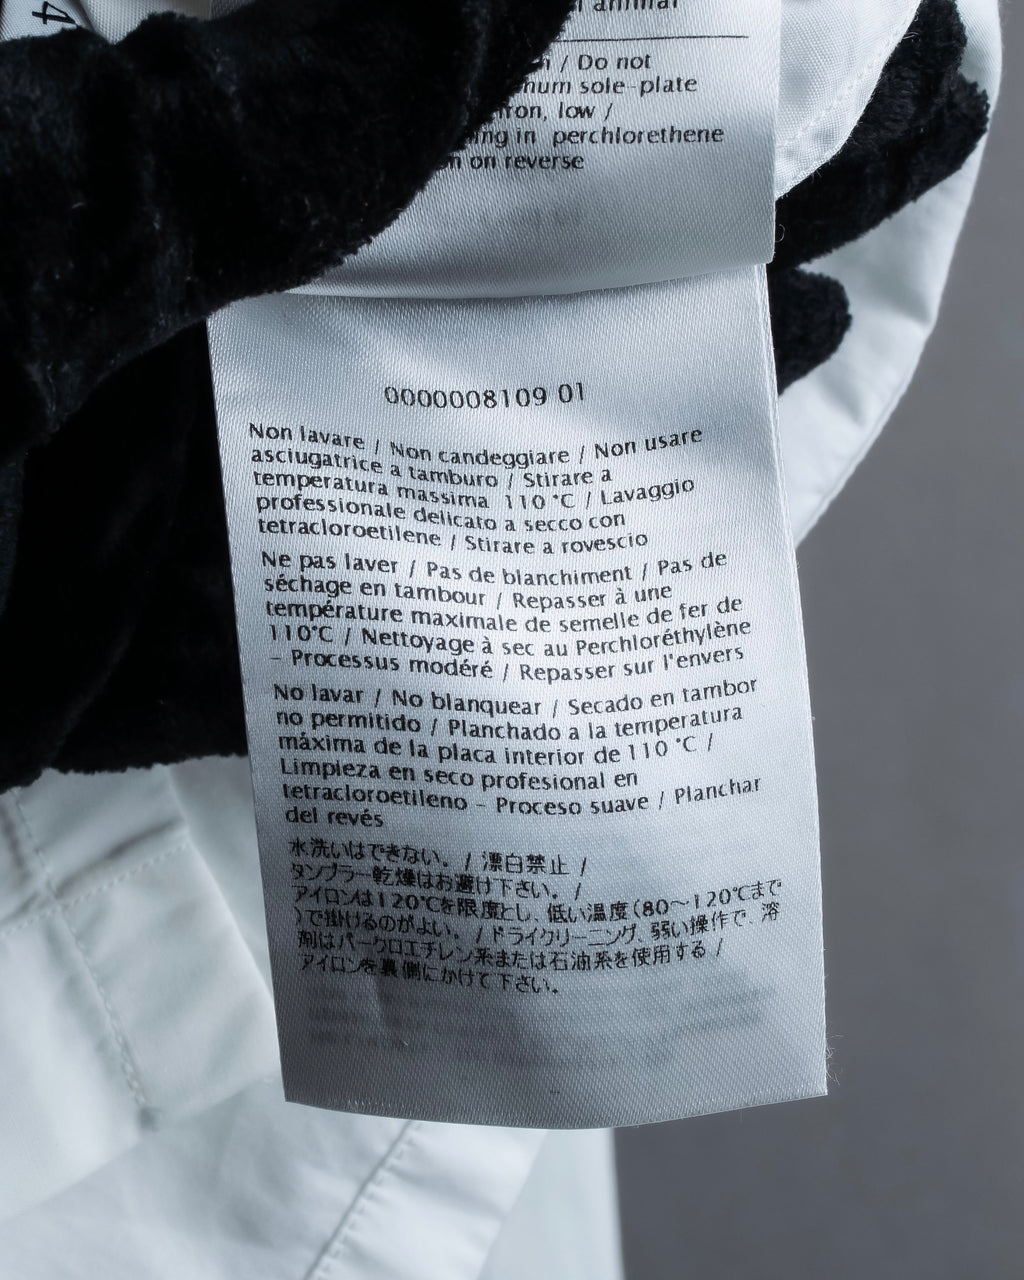 4
animal
/ Do not
sole-plate
iron, low /
in perchlorethene
on reverse
0000008109 01
Non lavare / Non candeggiare / Non usare
asciugatrice a tamburo / Stirare a
temperatura massima 110 °C / Lavaggio
professionale delicato a secco con
tetracloroetilene / Stirare a rovescio
Ne pas laver / Pas de blanchiment / Pas de
séchage en tambour / Repasser à une
température maximale de semelle de fer de
110°C / Nettoyage à sec au Perchloréthylène
- Processus modéré / Repasser sur l'envers
No lavar / No blanquear / Secado en tambor
no permitido / Planchado a la temperatura
máxima de la placa interior de 110 °C /
Limpieza en seco profesional en
tetracloroetileno - Proceso suave / Planchar
del revés
水洗いはできない。 / 漂白禁止 /
タンブラー乾燥はお避け下さい。 /
アイロンは120℃を限度とし、低い温度(80～120℃まで
)で掛けるのがよい。 / ドライクリーニング、弱い操作で、溶
剤はパークロエチレン系または石油系を使用する /
アイロンを裏側にかけて下さい。